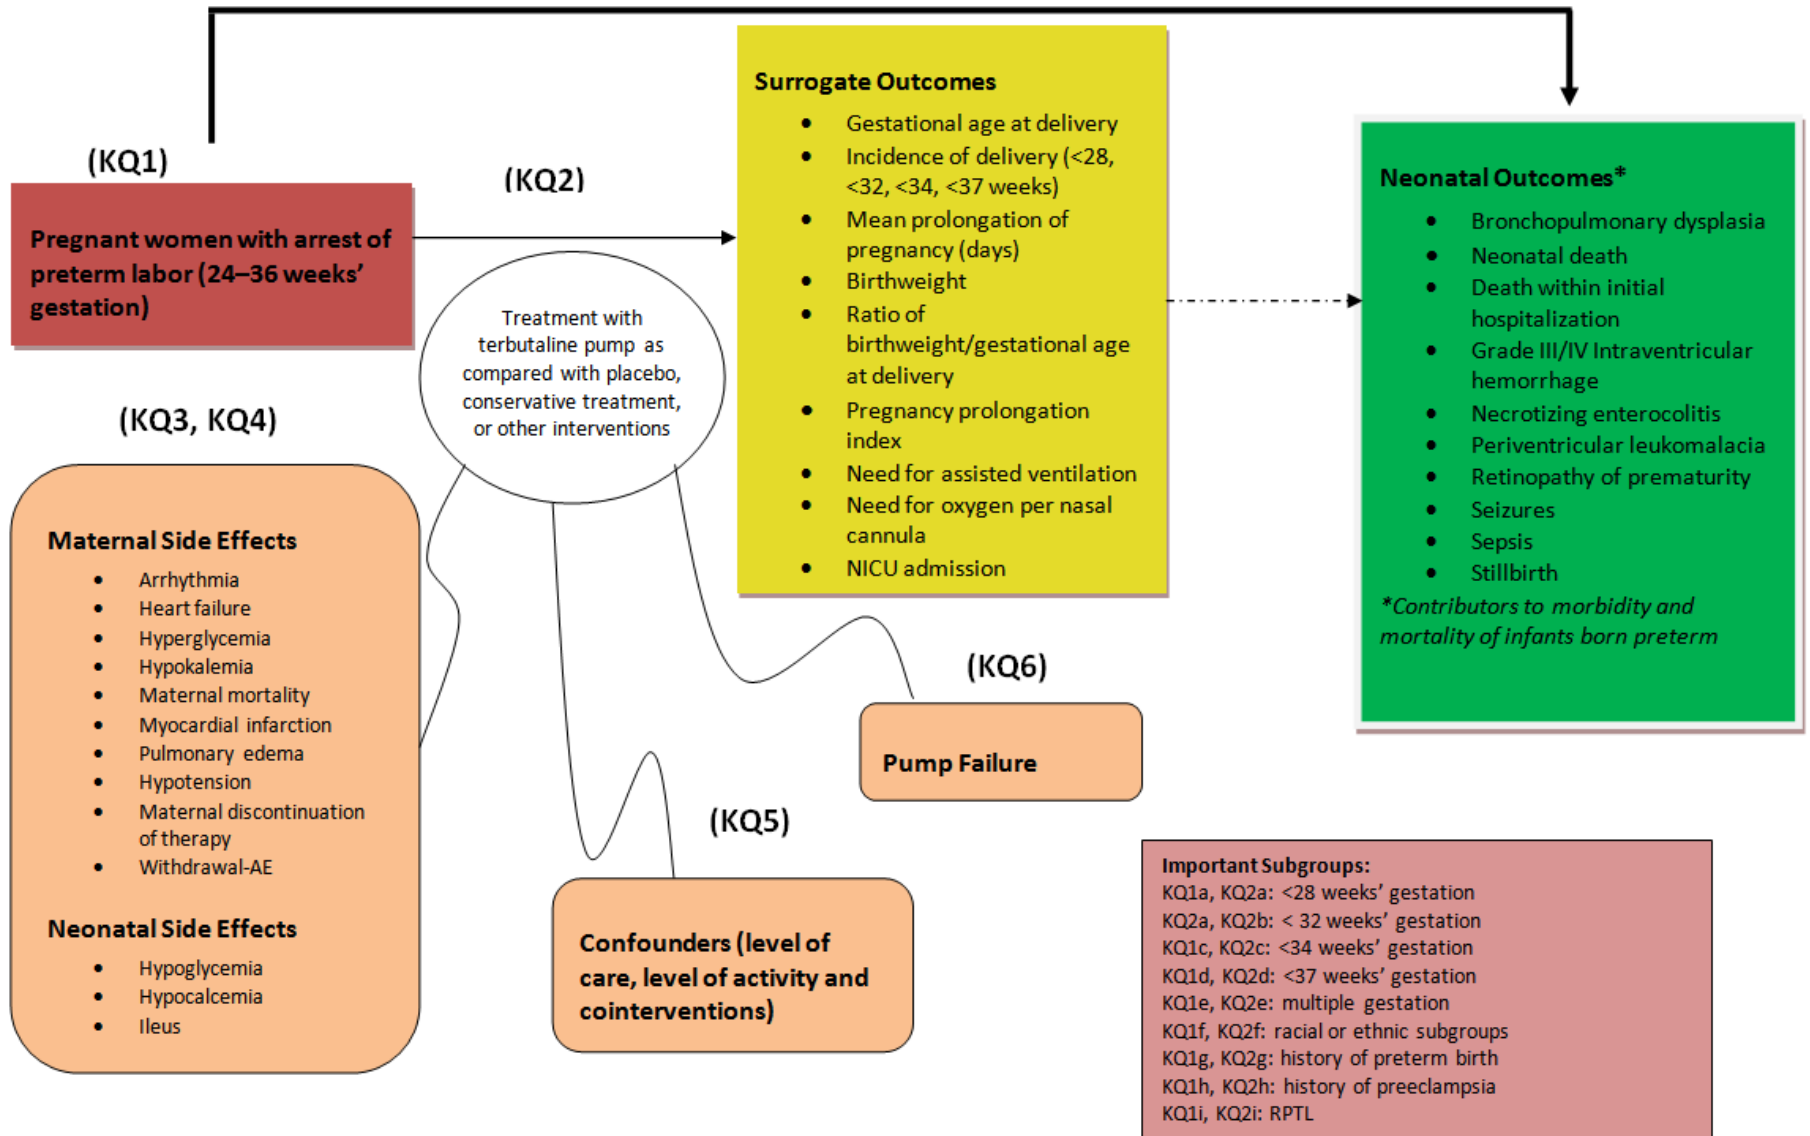 (KQ1)
Pregnant women with arrest of
preterm labor (24–36 weeks'
gestation)
(KQ2)
Treatment with
terbutaline pump as
compared with placebo,
conservative treatment,
or other interventions
Surrogate Outcomes
• Gestational age at delivery
• Incidence of delivery (<28,
<32, <34, <37 weeks)
• Mean prolongation of
pregnancy (days)
• Birthweight
• Ratio of
birthweight/gestational age
at delivery
• Pregnancy prolongation
index
• Need for assisted ventilation
• Need for oxygen per nasal
cannula
• NICU admission
Neonatal Outcomes*
• Bronchopulmonary dysplasia
• Neonatal death
• Death within initial
hospitalization
• Grade III/IV Intraventricular
hemorrhage
• Necrotizing enterocolitis
• Periventricular leukomalacia
• Retinopathy of prematurity
• Seizures
• Sepsis
• Stillbirth
*Contributors to morbidity and
mortality of infants born preterm
(KQ3, KQ4)
Maternal Side Effects
• Arrhythmia
• Heart failure
• Hyperglycemia
• Hypokalemia
• Maternal mortality
• Myocardial infarction
• Pulmonary edema
• Hypotension
• Maternal discontinuation
of therapy
• Withdrawal-AE
Neonatal Side Effects
• Hypoglycemia
• Hypocalcemia
• Ileus
(KQ5)
Confounders (level of
care, level of activity and
cointerventions)
(KQ6)
Pump Failure
Important Subgroups:
KQ1a, KQ2a: <28 weeks' gestation
KQ2a, KQ2b: < 32 weeks' gestation
KQ1c, KQ2c: <34 weeks' gestation
KQ1d, KQ2d: <37 weeks' gestation
KQ1e, KQ2e: multiple gestation
KQ1f, KQ2f: racial or ethnic subgroups
KQ1g, KQ2g: history of preterm birth
KQ1h, KQ2h: history of preeclampsia
KQ1i, KQ2i: RPTL